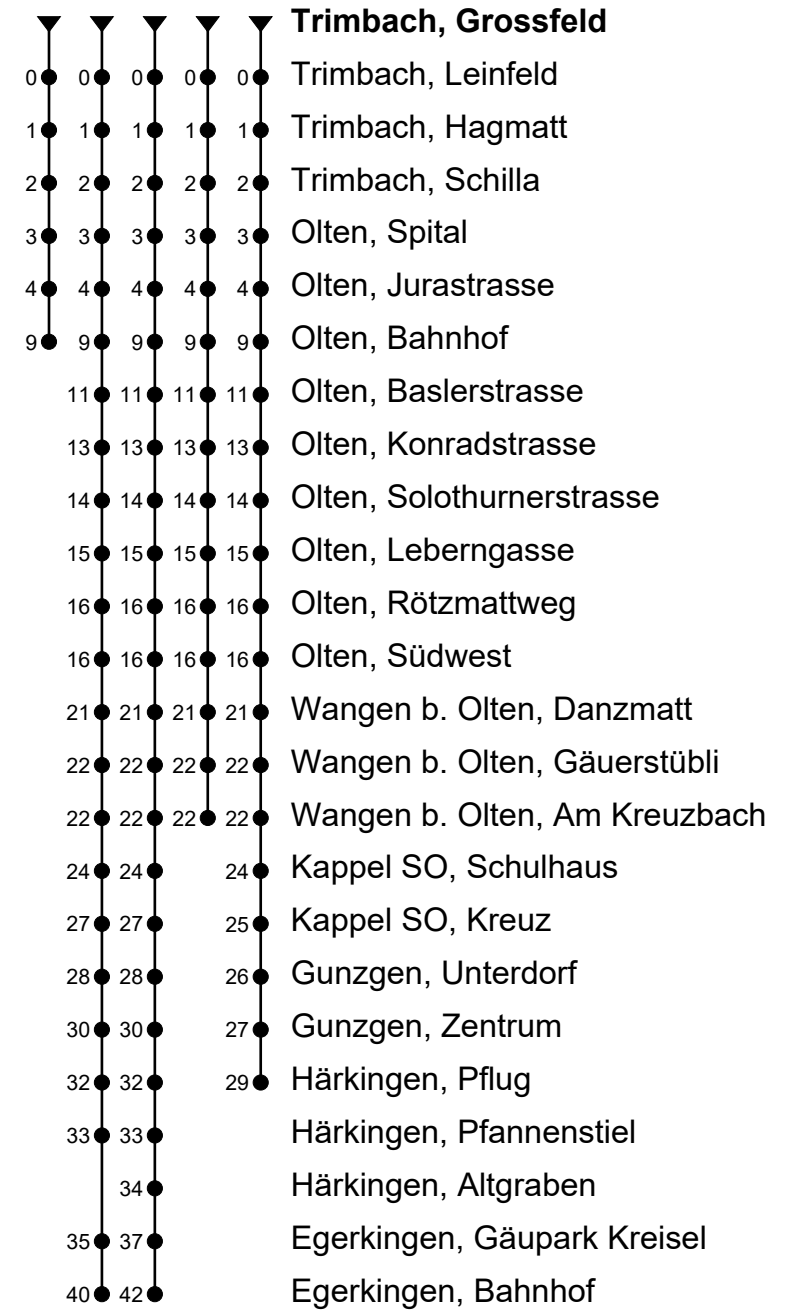 Trimbach, Grossfeld
0 0 0 0 0 Trimbach, Leinfeld
1 1 1 1 1 Trimbach, Hagmatt
2 2 2 2 2 Trimbach, Schilla
3 3 3 3 3 Olten, Spital
4 4 4 4 4 Olten, Jurastrasse
9 9 9 9 9 Olten, Bahnhof
11 11 11 11 Olten, Baslerstrasse
13 13 13 13 Olten, Konradstrasse
14 14 14 14 Olten, Solothurnerstrasse
15 15 15 15 Olten, Leberngasse
16 16 16 16 Olten, Rötzmattweg
16 16 16 16 Olten, Südwest
21 21 21 21 Wangen b. Olten, Danzmatt
22 22 22 22 Wangen b. Olten, Gäuerstübli
22 22 22 22 Wangen b. Olten, Am Kreuzbach
24 24 24 Kappel SO, Schulhaus
27 27 25 Kappel SO, Kreuz
28 28 26 Gunzgen, Unterdorf
30 30 27 Gunzgen, Zentrum
32 32 29 Härkingen, Pflug
33 33 Härkingen, Pfannenstiel
34 Härkingen, Altgraben
35 37 Egerkingen, Gäupark Kreisel
40 42 Egerkingen, Bahnhof